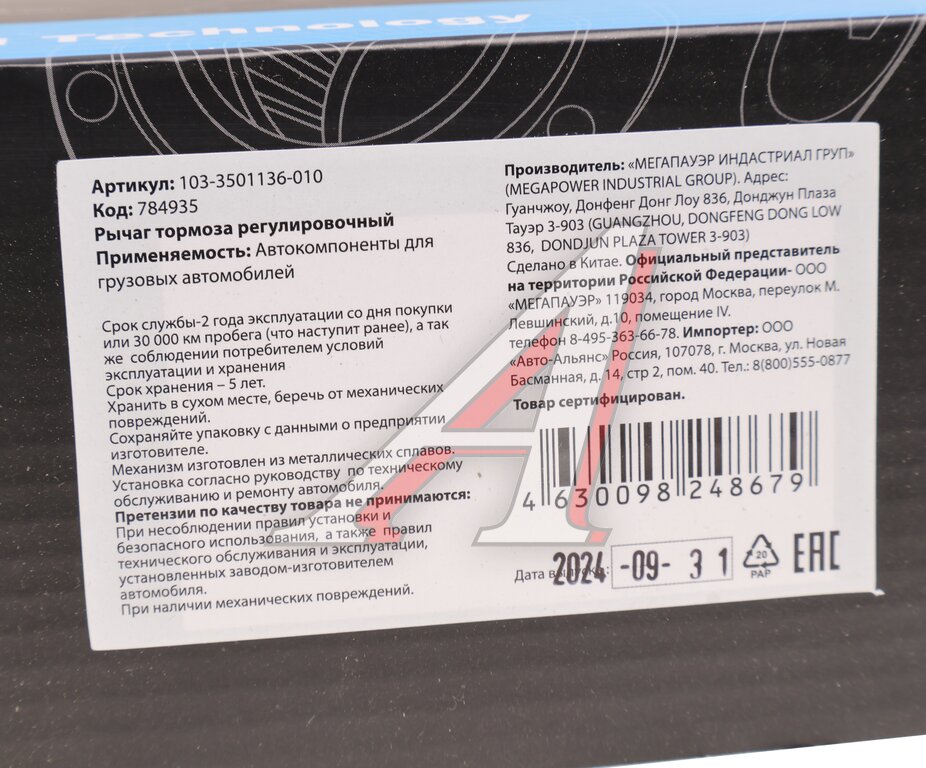 Technology
Артикул: 103-3501136-010
Код: 784935
Рычаг тормоза регулировочный
Применяемость: Автокомпоненты для
грузовых автомобилей
Срок службы-2 года эксплуатации со дня покупки
или 30 000 км пробега (что наступит ранее), а так
же соблюдении потребителем условий
эксплуатации и хранения
Срок хранения – 5 лет.
Хранить в сухом месте, беречь от механических
повреждений.
Сохраняйте упаковку с данными о предприятии
изготовителе.
Механизм изготовлен из металлических сплавов.
Установка согласно руководству по техническому
обслуживанию и ремонту автомобиля.
Претензии по качеству товара не принимаются:
При несоблюдении правил установки и
безопасного использования, а также правил
технического обслуживания и эксплуатации,
установленных заводом-изготовителем
автомобиля.
При наличии механических повреждений.
Производитель: «МЕГАПАУЭР ИНДАСТРИАЛ ГРУП»
(MEGAPOWER INDUSTRIAL GROUP). Адрес:
Гуанчжоу, Донфенг Донг Лоу 836, Донджун Плаза
Тауэр 3-903 (GUANGZHOU, DONGFENG DONG LOW
836, DONDJUN PLAZA TOWER 3-903)
Сделано в Китае. Официальный представитель
на территории Российской Федерации- ООО
«МЕГАПАУЭР» 119034, город Москва, переулок М.
Левшинский, д.10, помещение IV.
телефон 8-495-363-66-78. Импортер: ООО
«Авто-Альянс» Россия, 107078, г. Москва, ул. Новая
Басманная, д. 14, стр 2, пом. 40. Тел.: 8(800)555-0877
Товар сертифицирован.
4 630098 248679
Дата выпуска: 2024 -09- 31
20
PAP
EAC